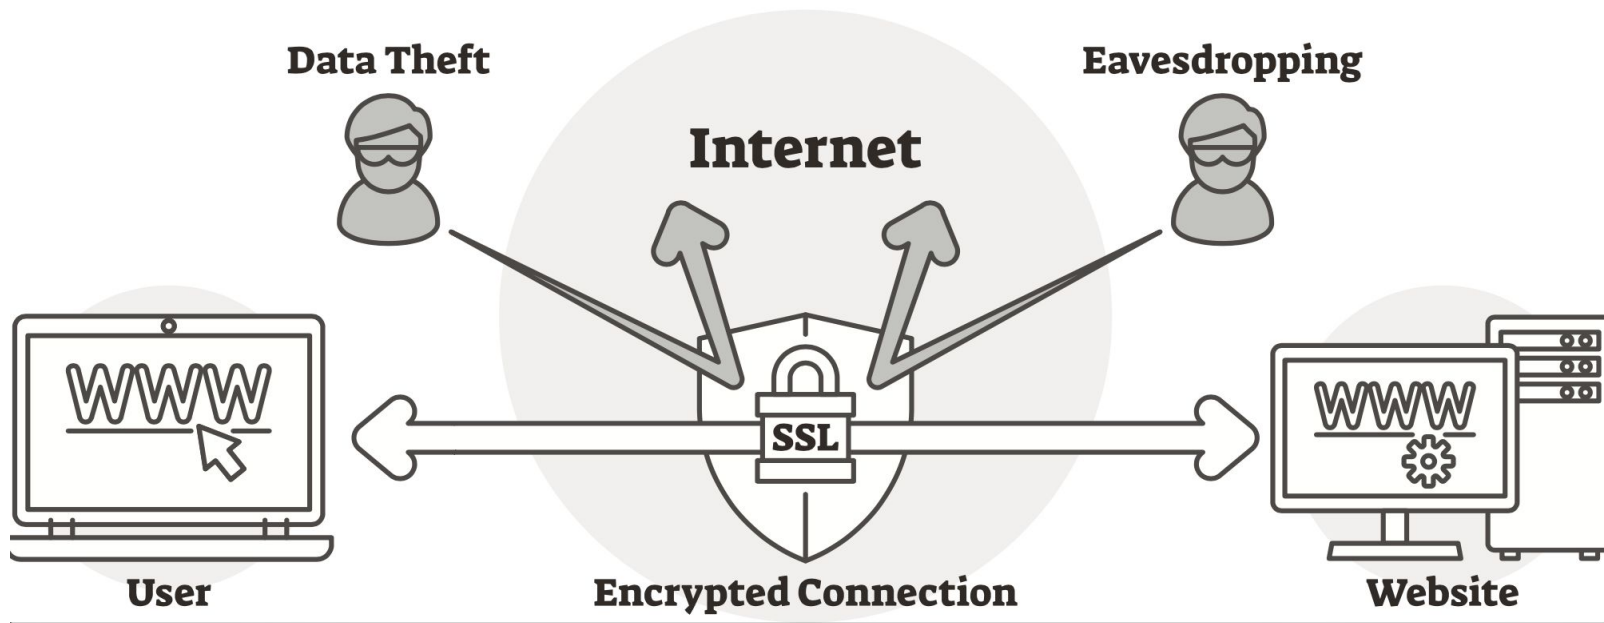 Data Theft
Eavesdropping
Internet
WWW
SSL
WWW
User
Encrypted Connection
Website